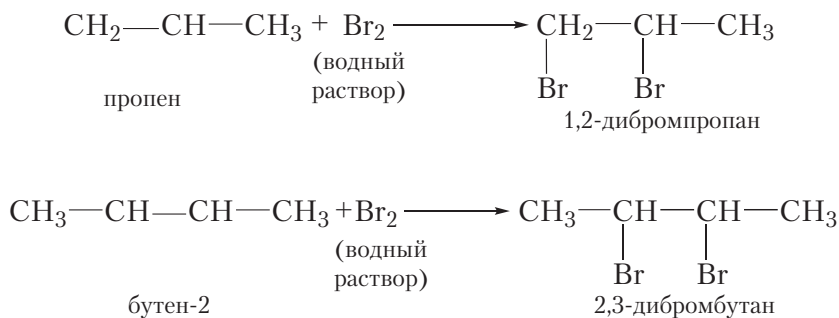 CH₂—CH—CH₃ + Br₂ ⟶ CH₂—CH—CH₃
(водный
раствор)
Br Br
пропен
1,2-дибромпропан
CH₃—CH—CH—CH₃ + Br₂ ⟶ CH₃—CH—CH—CH₃
(водный
раствор)
Br Br
бутен-2
2,3-дибромбутан